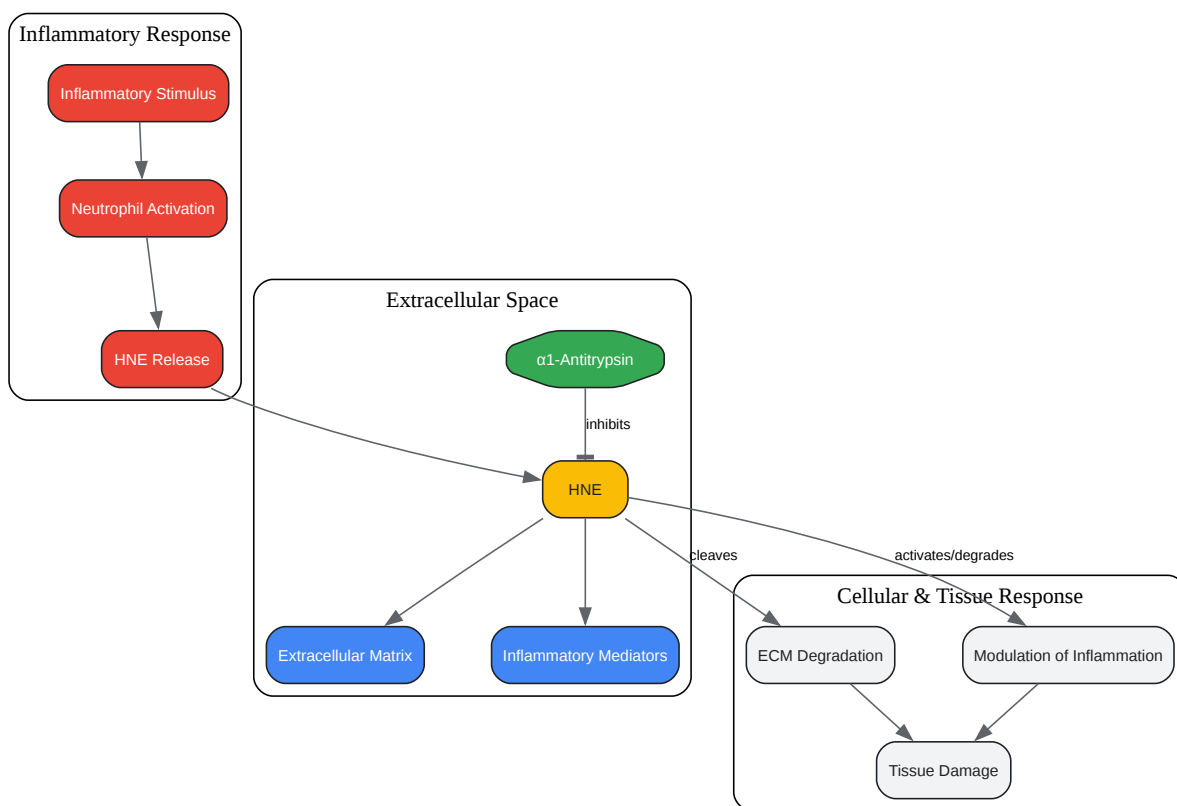 Inflammatory Response
Inflammatory Stimulus
Neutrophil Activation
HNE Release
Extracellular Space
α1-Antitrypsin
inhibits
HNE
cleaves
activates/degrades
Extracellular Matrix
Inflammatory Mediators
Cellular & Tissue Response
ECM Degradation
Modulation of Inflammation
Tissue Damage